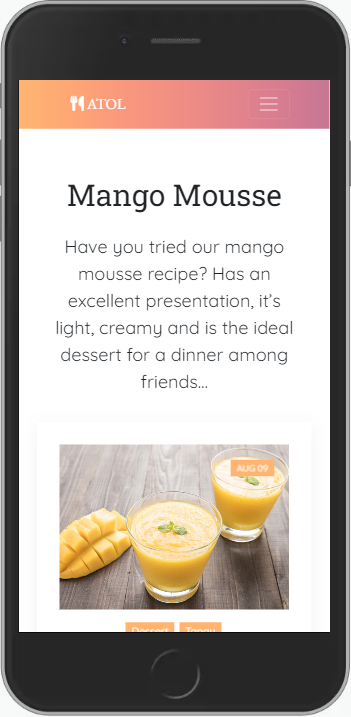 ATOL
Mango Mousse
Have you tried our mango
mousse recipe? Has an
excellent presentation, it's
light, creamy and is the ideal
dessert for a dinner among
friends...
AUG 09
Dessert Tangy